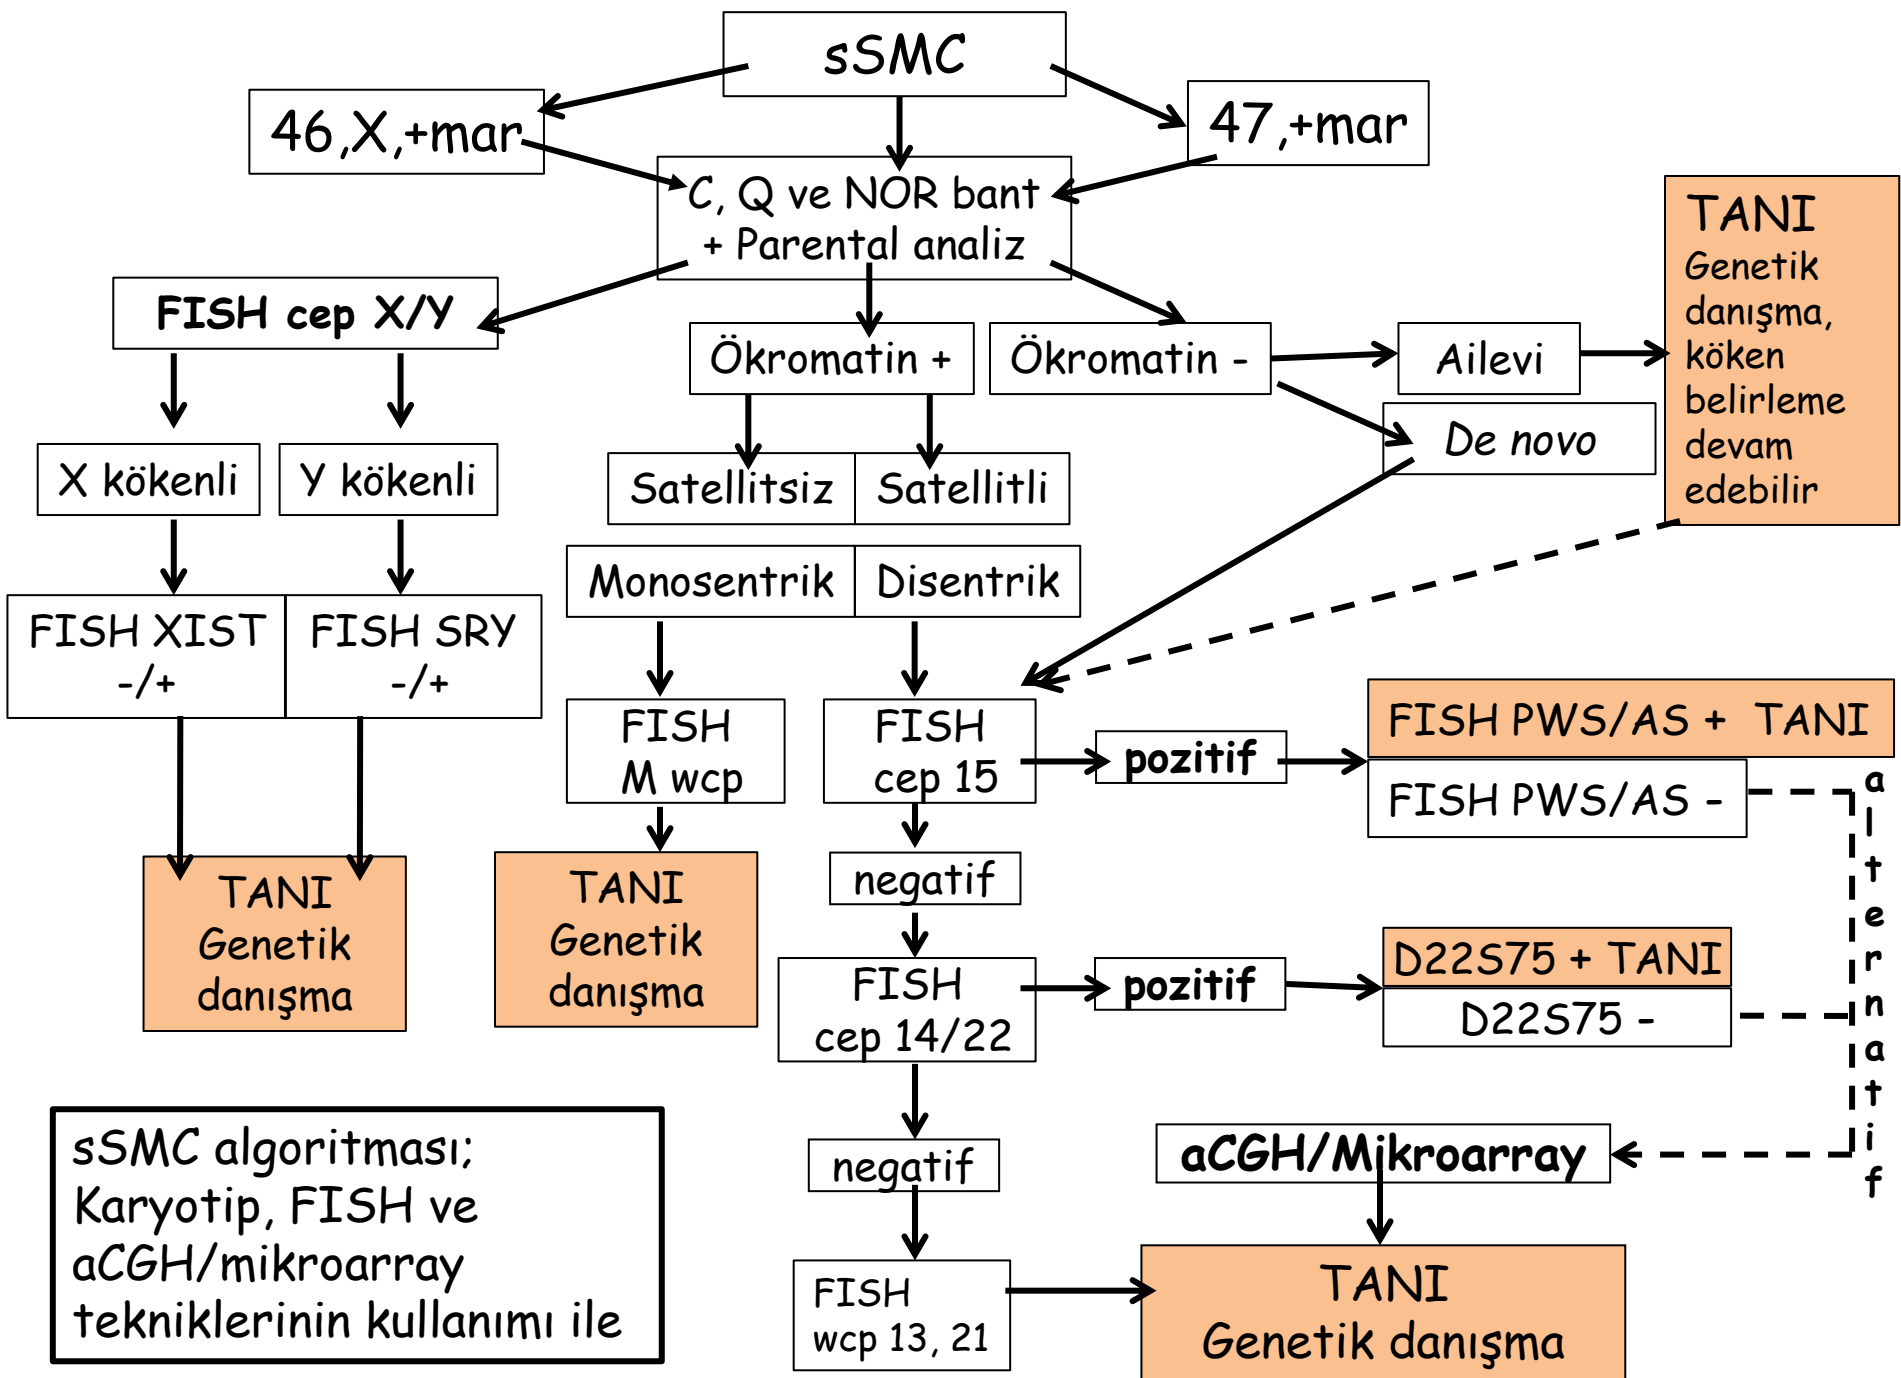 sSMC
46,X,+mar
47,+mar
C, Q ve NOR bant
+ Parental analiz
TANI
Genetik
danışma,
köken
belirleme
devam
edebilir
FISH cep X/Y
Ökromatin +
Ökromatin -
Ailevi
De novo
X kökenli
Y kökenli
Satellitsiz
Satellitli
Monosentrik
Disentrik
FISH XIST
-/+
FISH SRY
-/+
FISH
M wcp
FISH
cep 15
pozitif
FISH PWS/AS + TANI
FISH PWS/AS -
alternatif
negatif
TANI
Genetik
danışma
TANI
Genetik
danışma
FISH
cep 14/22
pozitif
D22S75 + TANI
D22S75 -
negatif
aCGH/Mikroarray
sSMC algoritması;
Karyotip, FISH ve
aCGH/mikroarray
tekniklerinin kullanımı ile
FISH
wcp 13, 21
TANI
Genetik danışma